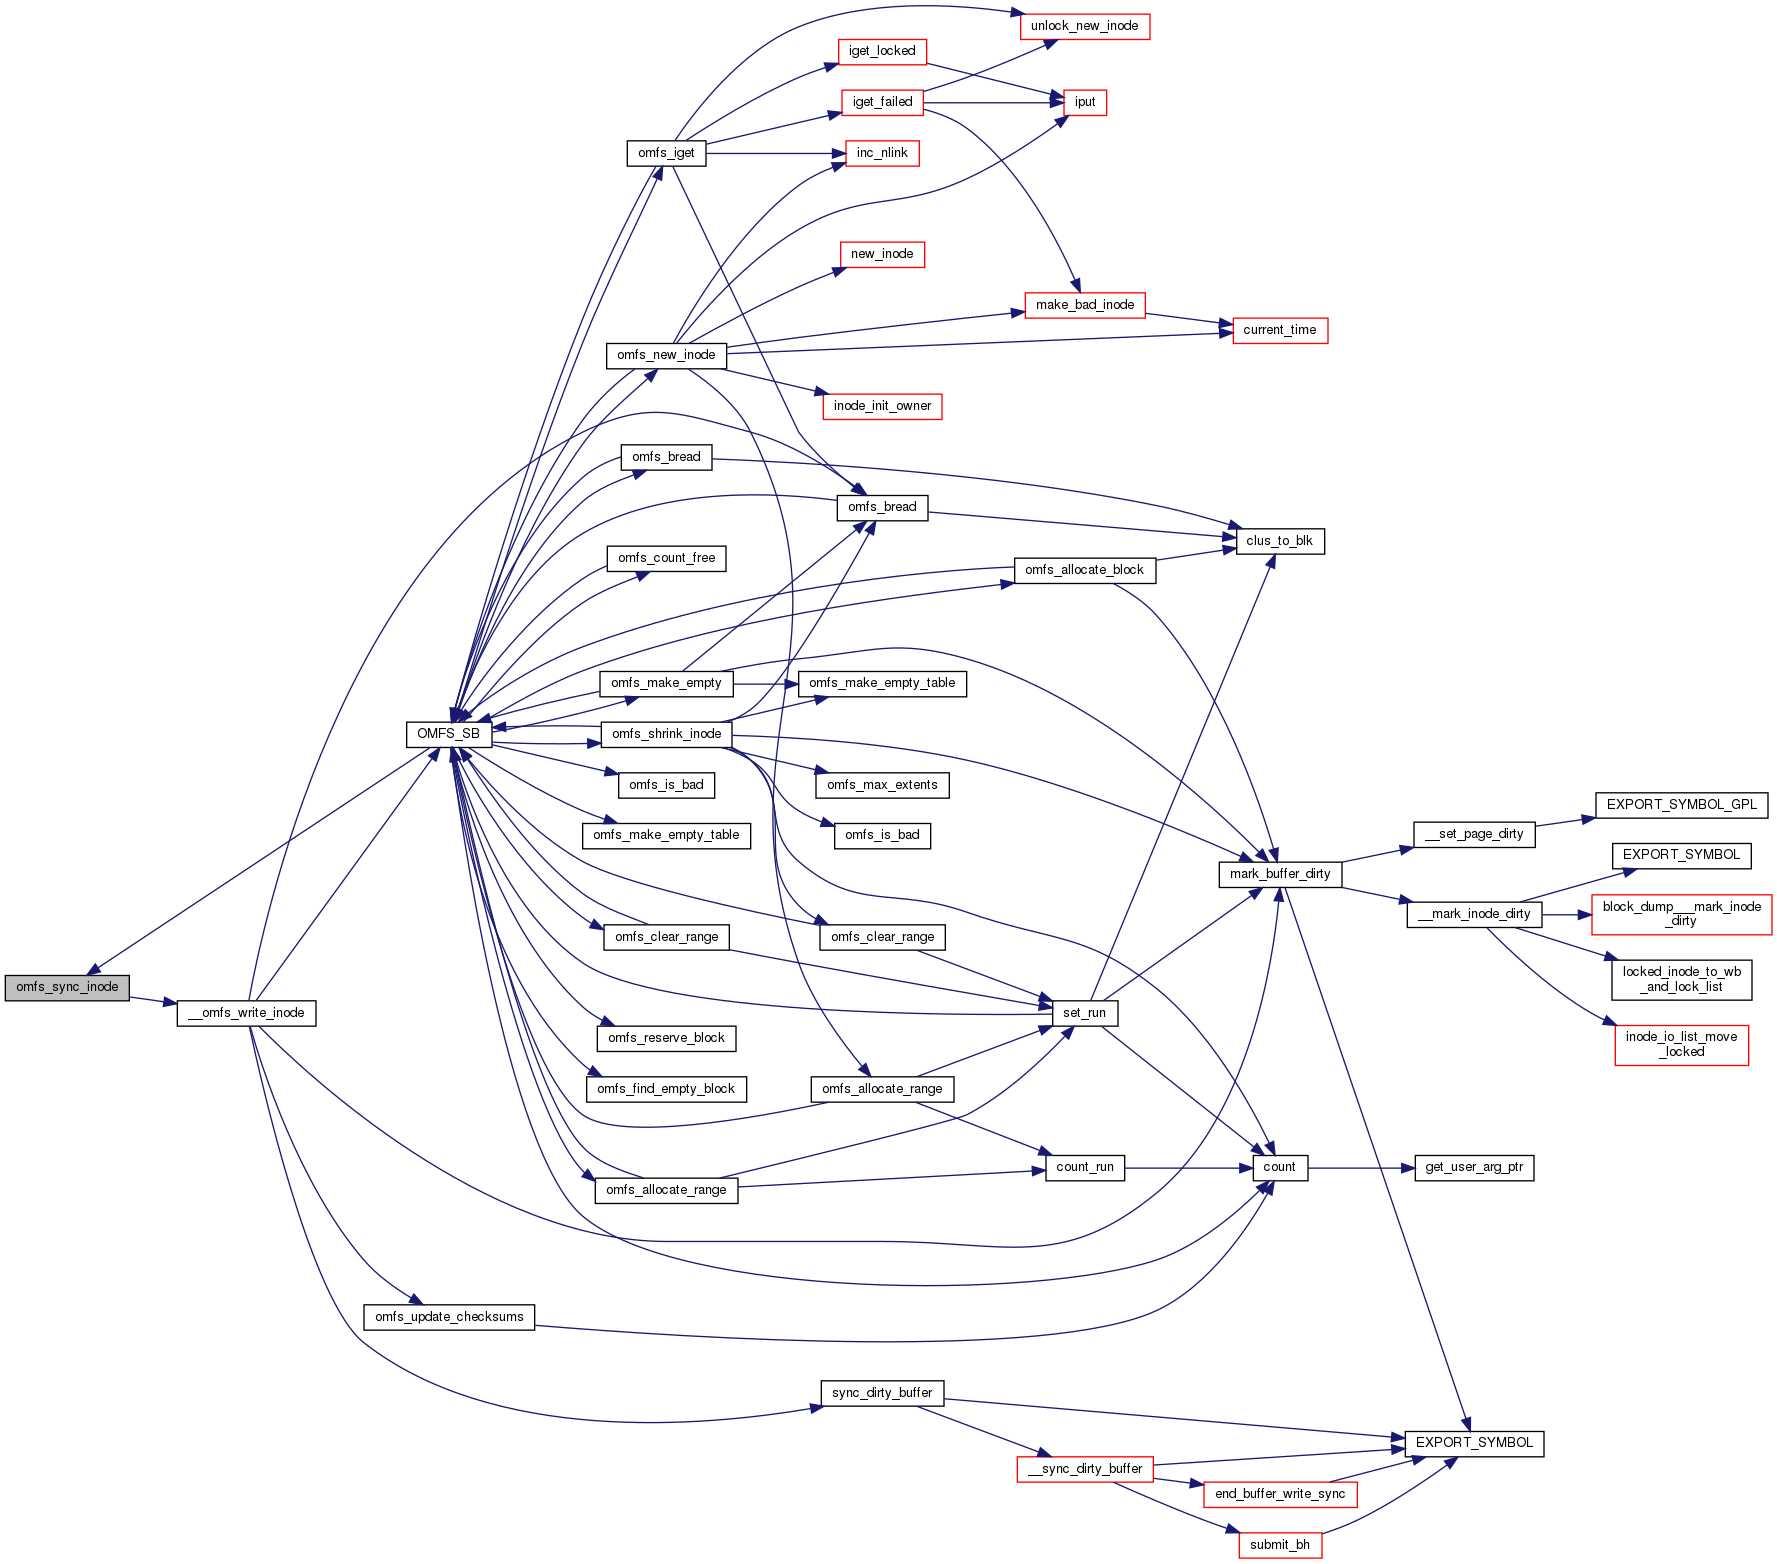 unlock_new_inode
iget_locked
iget_failed
iput
omfs_iget
inc_nlink
new_inode
make_bad_inode
current_time
omfs_new_inode
inode_init_owner
omfs_bread
omfs_bread
clus_to_blk
omfs_count_free
omfs_allocate_block
omfs_make_empty
omfs_make_empty_table
OMFS_SB
omfs_shrink_inode
omfs_is_bad
omfs_max_extents
EXPORT_SYMBOL_GPL
omfs_make_empty_table
omfs_is_bad
__set_page_dirty
EXPORT_SYMBOL
mark_buffer_dirty
__mark_inode_dirty
block_dump___mark_inode
_dirty
omfs_clear_range
omfs_clear_range
locked_inode_to_wb
_and_lock_list
omfs_sync_inode
__omfs_write_inode
set_run
omfs_reserve_block
inode_io_list_move
_locked
omfs_find_empty_block
omfs_allocate_range
count_run
count
get_user_arg_ptr
omfs_allocate_range
omfs_update_checksums
sync_dirty_buffer
EXPORT_SYMBOL
__sync_dirty_buffer
end_buffer_write_sync
submit_bh